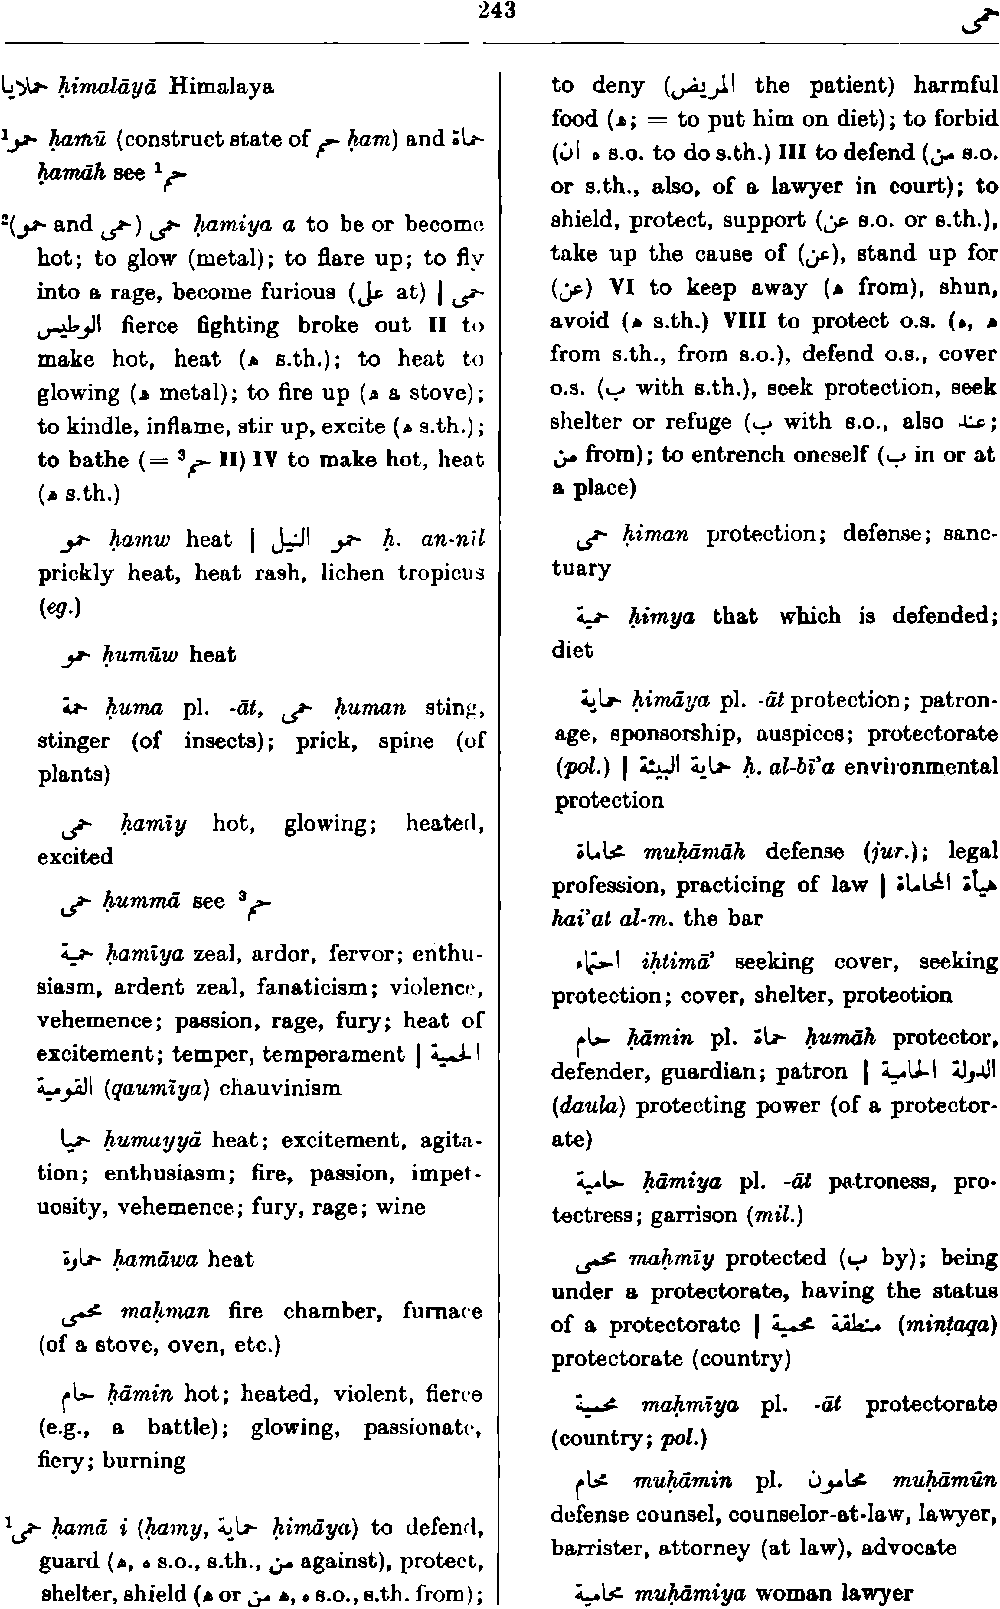 243
حمى
حملايا ḥimalāyā Himalaya
¹حمو ḥamū (construct state of حم ḥam) and حماة
ḥamāh see ¹حم
²(حمو and حمى) حمى ḥamiya a to be or become
hot; to glow (metal); to flare up; to fly
into a rage, become furious (على at) | حمى
الوطيس fierce fighting broke out II to
make hot, heat (ه s.th.); to heat to
glowing (ه metal); to fire up (ه a stove);
to kindle, inflame, stir up, excite (ه s.th.);
to bathe (= ³حم II) IV to make hot, heat
(ه s.th.)
حمو ḥamw heat | حمو النيل ḥ. an-nīl
prickly heat, heat rash, lichen tropicus
(eg.)
حمو ḥumūw heat
حمة ḥuma pl. -āt, حمى ḥuman sting,
stinger (of insects); prick, spine (of
plants)
حمى ḥamīy hot, glowing; heated,
excited
حمى ḥummā see ³حم
حمية ḥamīya zeal, ardor, fervor; enthu-
siasm, ardent zeal, fanaticism; violence,
vehemence; passion, rage, fury; heat of
excitement; temper, temperament | الحمية
القومية (qaumīya) chauvinism
حميا ḥumayyā heat; excitement, agita-
tion; enthusiasm; fire, passion, impet-
uosity, vehemence; fury, rage; wine
حماوة ḥamāwa heat
محمى maḥman fire chamber, furnace
(of a stove, oven, etc.)
حام ḥāmin hot; heated, violent, fierce
(e.g., a battle); glowing, passionate,
fiery; burning
¹حمى ḥamā i (ḥamy, حماية ḥimāya) to defend,
guard (ه, ه s.o., s.th., من against), protect,
shelter, shield (ه or من ه, ه s.o., s.th. from);
to deny (المريض the patient) harmful
food (ه; = to put him on diet); to forbid
(ه ان s.o. to do s.th.) III to defend (عن s.o.
or s.th., also, of a lawyer in court); to
shield, protect, support (عن s.o. or s.th.),
take up the cause of (عن), stand up for
(عن) VI to keep away (ه from), shun,
avoid (ه s.th.) VIII to protect o.s. (ه, ه
from s.th., from s.o.), defend o.s., cover
o.s. (ب with s.th.), seek protection, seek
shelter or refuge (ب with s.o., also عند;
من from); to entrench oneself (ب in or at
a place)
حمى ḥiman protection; defense; sanc-
tuary
حمية ḥimya that which is defended;
diet
حماية ḥimāya pl. -āt protection; patron-
age, sponsorship, auspices; protectorate
(pol.) | حماية البيئة ḥ. al-bī’a environmental
protection
محاماة muḥāmāh defense (jur.); legal
profession, practicing of law | هيأة المحاماة
hai’at al-m. the bar
احتماء iḥtimā’ seeking cover, seeking
protection; cover, shelter, protection
حام ḥāmin pl. حماة ḥumāh protector,
defender, guardian; patron | الدولة الحامية
(daula) protecting power (of a protector-
ate)
حامية ḥāmiya pl. -āt patroness, pro-
tectress; garrison (mil.)
محمى maḥmīy protected (ب by); being
under a protectorate, having the status
of a protectorate | منطقة محمية (minṭaqa)
protectorate (country)
محمية maḥmīya pl. -āt protectorate
(country; pol.)
محام muḥāmin pl. محامون muḥāmūn
defense counsel, counselor-at-law, lawyer,
barrister, attorney (at law), advocate
محامية muḥāmiya woman lawyer